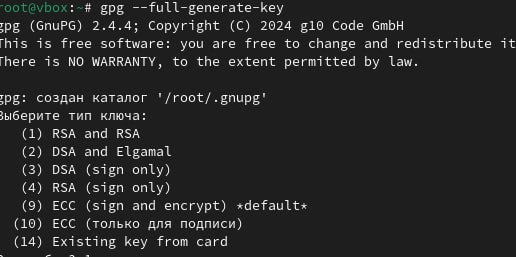 root@vbox:~# gpg --full-generate-key
gpg (GnuPG) 2.4.4; Copyright (C) 2024 g10 Code GmbH
This is free software: you are free to change and redistribute it
There is NO WARRANTY, to the extent permitted by law.
gpg: создан каталог '/root/.gnupg'
Выберите тип ключа:
(1) RSA and RSA
(2) DSA and Elgamal
(3) DSA (sign only)
(4) RSA (sign only)
(9) ECC (sign and encrypt) *default*
(10) ECC (только для подписи)
(14) Existing key from card